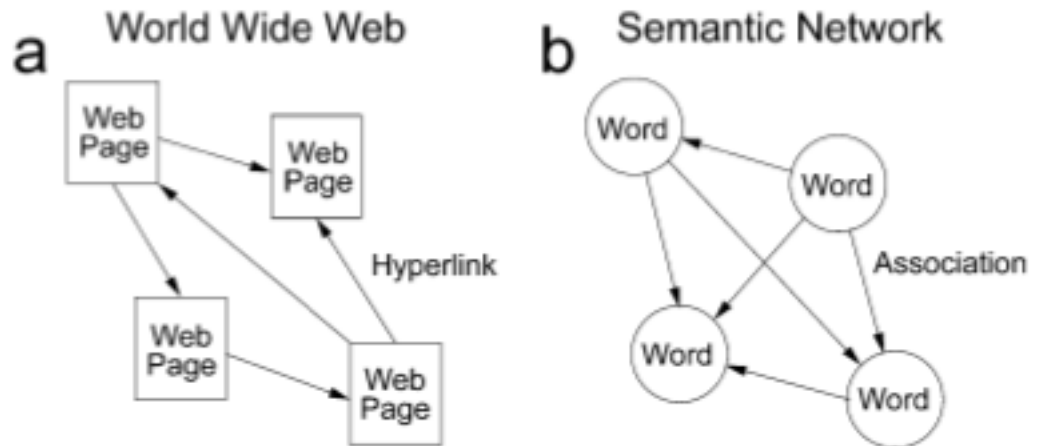 a World Wide Web
Web
Page
Web
Page
Hyperlink
Web
Page
Web
Page
b Semantic Network
Word
Word
Association
Word
Word